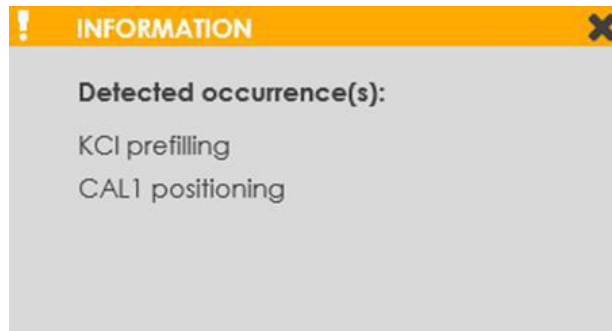 INFORMATION
Detected occurrence(s):
KCl prefilling
CAL1 positioning